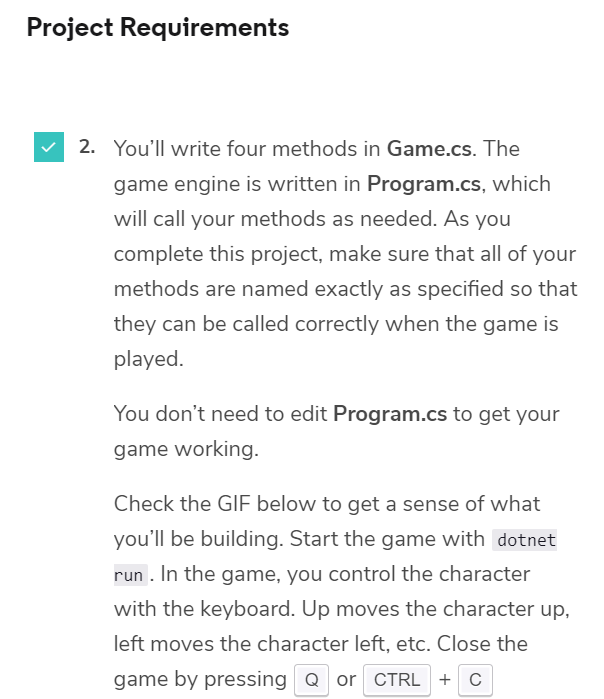 Project Requirements
2. You’ll write four methods in Game.cs. The
game engine is written in Program.cs, which
will call your methods as needed. As you
complete this project, make sure that all of your
methods are named exactly as specified so that
they can be called correctly when the game is
played.
You don’t need to edit Program.cs to get your
game working.
Check the GIF below to get a sense of what
you’ll be building. Start the game with dotnet
run . In the game, you control the character
with the keyboard. Up moves the character up,
left moves the character left, etc. Close the
game by pressing Q or CTRL + C